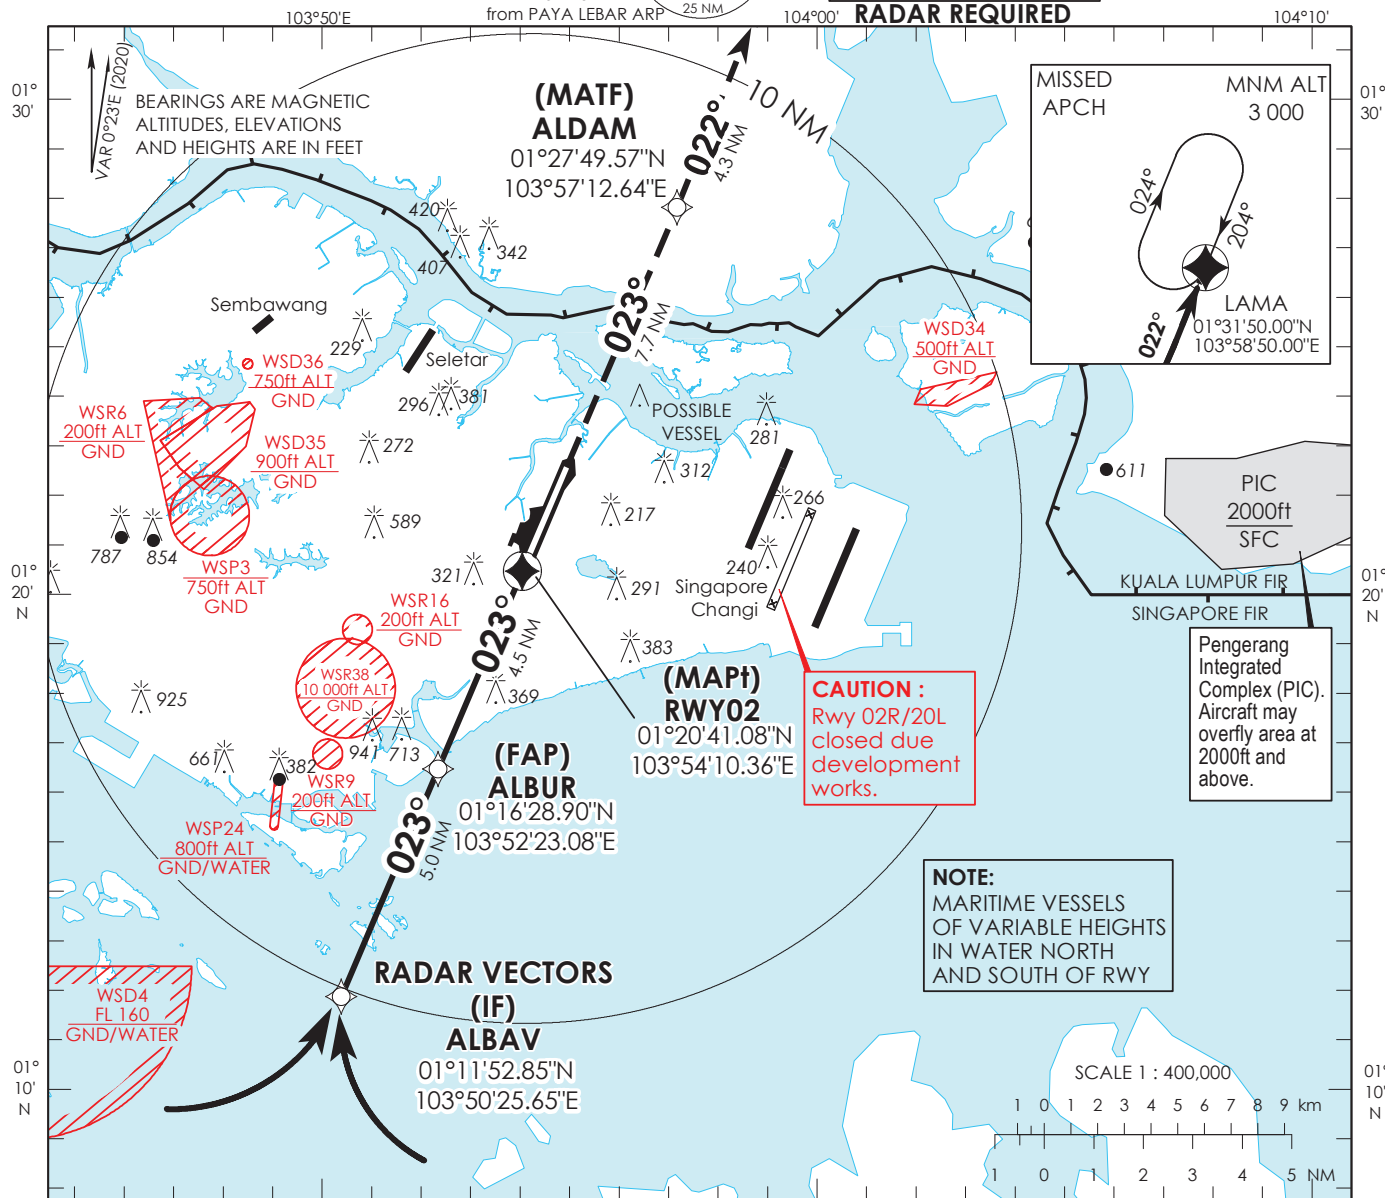 25 NM
from PAYA LEBAR ARP
RADAR REQUIRED
103°50'E
104°00'
104°10'
01°
30'
01°
30'
VAR 0°23'E (2020)
BEARINGS ARE MAGNETIC
ALTITUDES, ELEVATIONS
AND HEIGHTS ARE IN FEET
(MATF)
ALDAM
01°27'49.57"N
103°57'12.64"E
022°
4.3 NM
10 NM
MISSED
APCH
MNM ALT
3 000
024°
204°
LAMA
01°31'50.00"N
103°58'50.00"E
022°
420
407
342
Sembawang
229
Seletar
023°
7.7 NM
WSD36
750ft ALT
GND
WSD34
500ft ALT
GND
296
381
POSSIBLE
VESSEL
281
WSR6
200ft ALT
GND
WSD35
900ft ALT
GND
272
312
611
PIC
2000ft
SFC
266
217
589
787
854
WSP3
750ft ALT
GND
321
291
240
Singapore
Changi
01°
20'
N
KUALA LUMPUR FIR
SINGAPORE FIR
01°
20'
N
WSR16
200ft ALT
GND
023°
4.5 NM
383
Pengerang
Integrated
Complex (PIC).
Aircraft may
overfly area at
2000ft and
above.
WSR38
10 000ft ALT
GND
925
369
(MAPt)
RWY02
01°20'41.08"N
103°54'10.36"E
CAUTION :
Rwy 02R/20L
closed due
development
works.
661
382
941
713
WSR9
200ft ALT
GND
(FAP)
ALBUR
01°16'28.90"N
103°52'23.08"E
WSP24
800ft ALT
GND/WATER
023°
5.0 NM
NOTE:
MARITIME VESSELS
OF VARIABLE HEIGHTS
IN WATER NORTH
AND SOUTH OF RWY
WSD4
FL 160
GND/WATER
RADAR VECTORS
(IF)
ALBAV
01°11'52.85"N
103°50'25.65"E
01°
10'
N
01°
10'
N
SCALE 1 : 400,000
1 0 1 2 3 4 5 6 7 8 9 km
1 0 1 2 3 4 5 NM